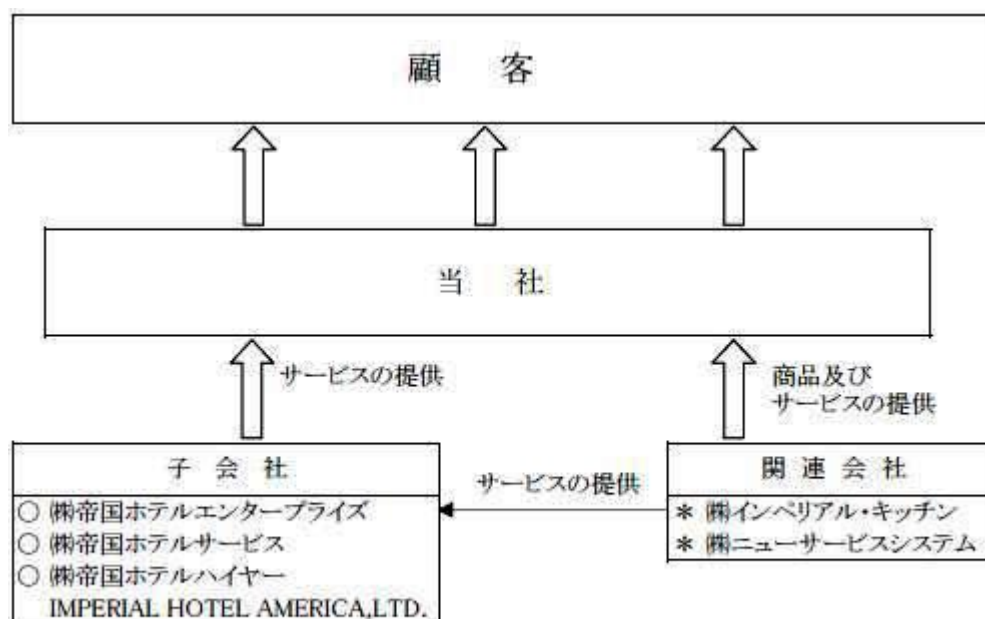 顧 客
当 社
サービスの提供
商品及び
サービスの提供
子 会 社
○ ㈱帝国ホテルエンタープライズ
○ ㈱帝国ホテルサービス
○ ㈱帝国ホテルハイヤー
IMPERIAL HOTEL AMERICA,LTD.
サービスの提供
関 連 会 社
* ㈱インペリアル・キッチン
* ㈱ニューサービスシステム